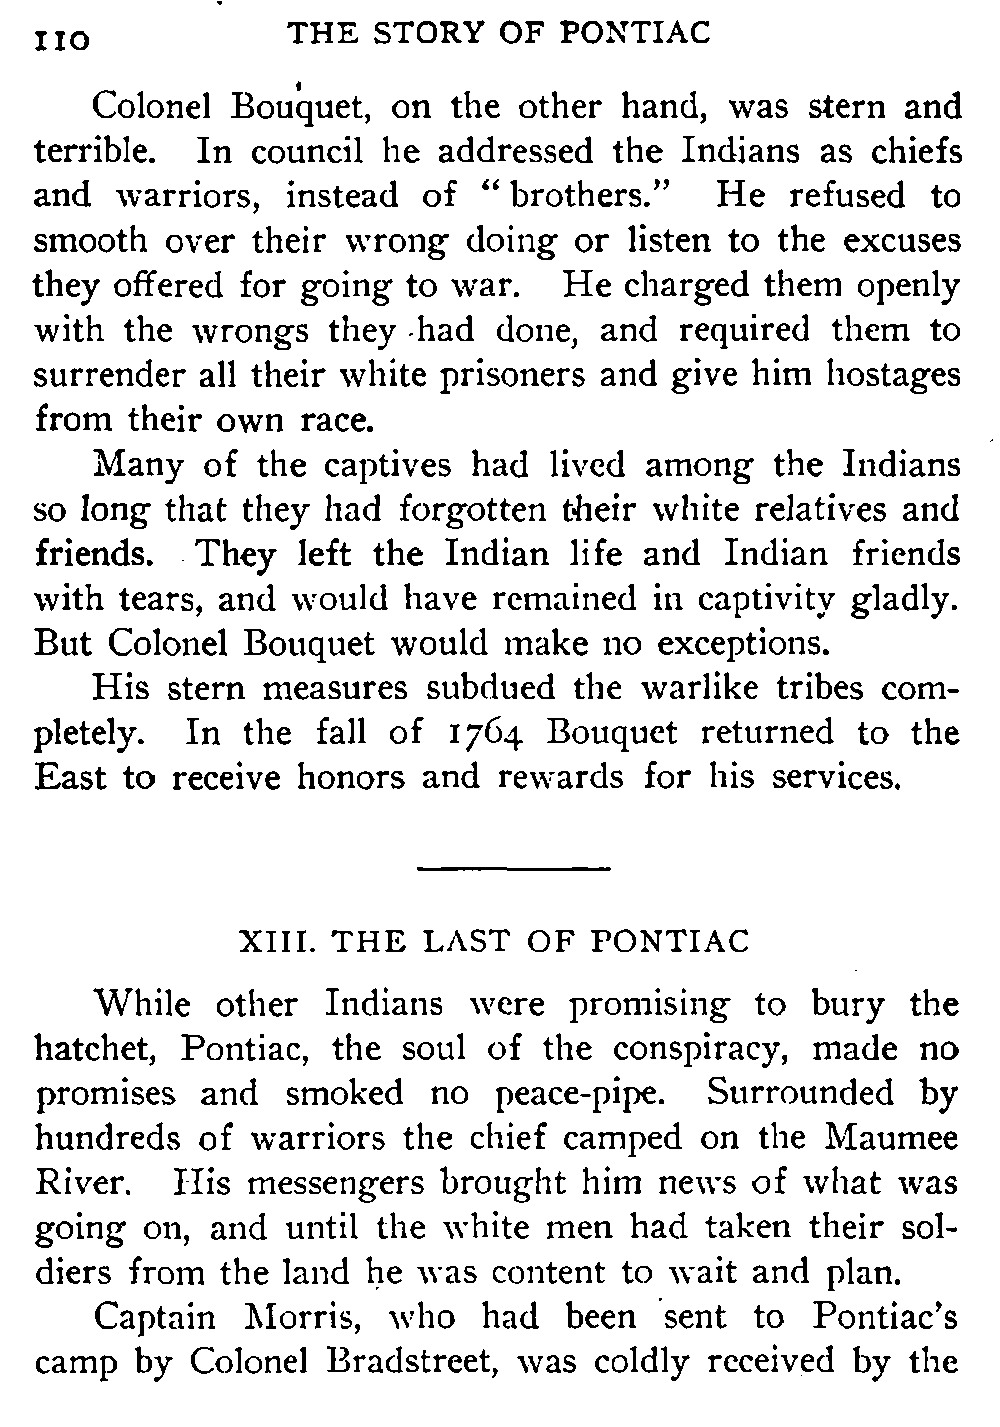 110 THE STORY OF PONTIAC
Colonel Bouquet, on the other hand, was stern and
terrible. In council he addressed the Indians as chiefs
and warriors, instead of “brothers.” He refused to
smooth over their wrong doing or listen to the excuses
they offered for going to war. He charged them openly
with the wrongs they had done, and required them to
surrender all their white prisoners and give him hostages
from their own race.
Many of the captives had lived among the Indians
so long that they had forgotten their white relatives and
friends. They left the Indian life and Indian friends
with tears, and would have remained in captivity gladly.
But Colonel Bouquet would make no exceptions.
His stern measures subdued the warlike tribes com-
pletely. In the fall of 1764 Bouquet returned to the
East to receive honors and rewards for his services.
XIII. THE LAST OF PONTIAC
While other Indians were promising to bury the
hatchet, Pontiac, the soul of the conspiracy, made no
promises and smoked no peace-pipe. Surrounded by
hundreds of warriors the chief camped on the Maumee
River. His messengers brought him news of what was
going on, and until the white men had taken their sol-
diers from the land he was content to wait and plan.
Captain Morris, who had been sent to Pontiac's
camp by Colonel Bradstreet, was coldly received by the